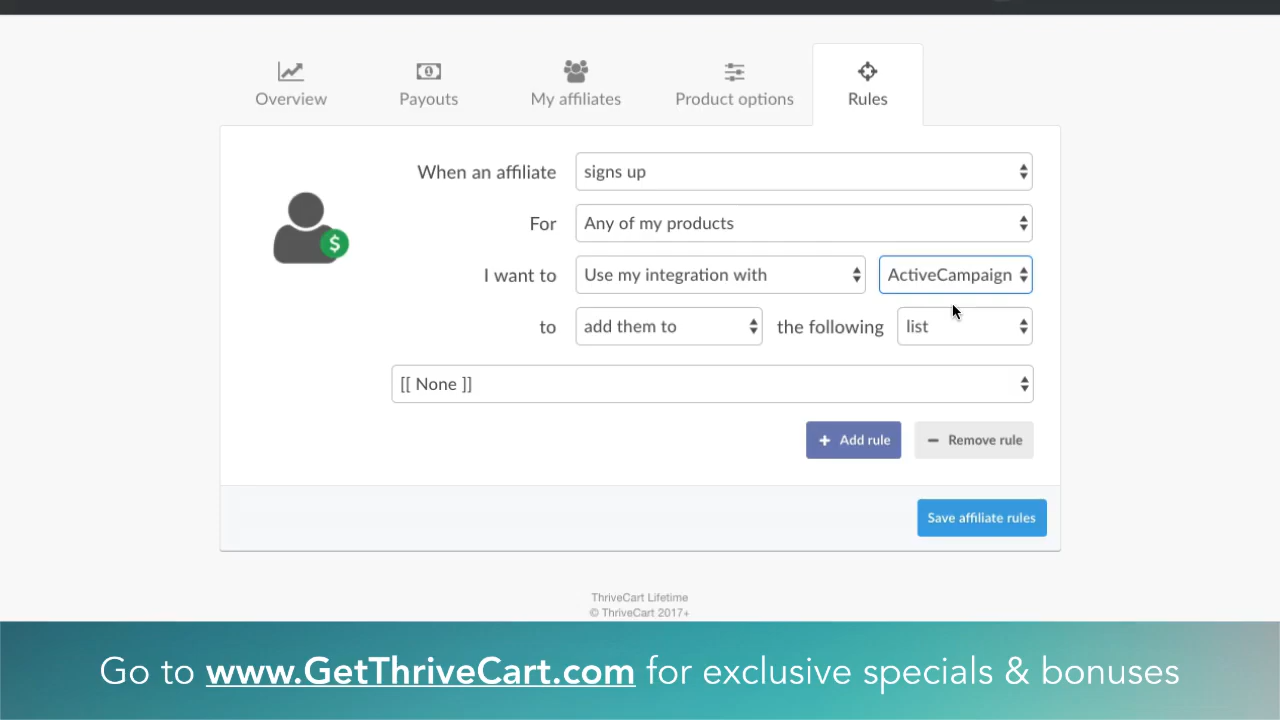 Overview
Payouts
My affiliates
Product options
Rules
When an affiliate signs up
For Any of my products
I want to Use my integration with ActiveCampaign
to add them to the following list
[[ None ]]
+ Add rule − Remove rule
Save affiliate rules
ThriveCart Lifetime
© ThriveCart 2017+
Go to www.GetThriveCart.com for exclusive specials & bonuses